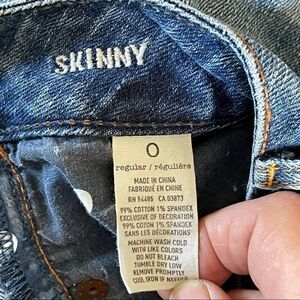 SKINNY
0
regular / régulière
MADE IN CHINA
FABRIQUÉ EN CHINE
RN 54485 CA 03873
99% COTTON 1% SPANDEX
EXCLUSIVE OF DECORATION
99% COTON 1% SPANDEX
SANS LES DÉCORATIONS
MACHINE WASH COLD
WITH LIKE COLORS
DO NOT BLEACH
TUMBLE DRY LOW
REMOVE PROMPTLY
COOL IRON IF NEEDED